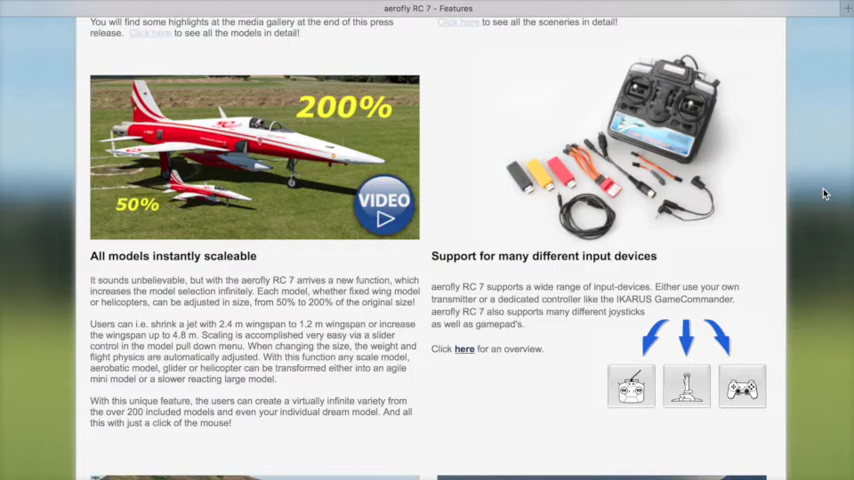 aerofly RC 7 - Features
You will find some highlights at the media gallery at the end of this press
release. Click here to see all the models in detail!
Click here to see all the sceneries in detail!
200%
50%
VIDEO
All models instantly scaleable
It sounds unbelievable, but with the aerofly RC 7 arrives a new function, which
increases the model selection infinitely. Each model, whether fixed wing model
or helicopters, can be adjusted in size, from 50% to 200% of the original size!
Users can i.e. shrink a jet with 2.4 m wingspan to 1.2 m wingspan or increase
the wingspan up to 4.8 m. Scaling is accomplished very easy via a slider
control in the model pull down menu. When changing the size, the weight and
flight physics are automatically adjusted. With this function any scale model,
aerobatic model, glider or helicopter can be transformed either into an agile
mini model or a slower reacting large model.
With this unique feature, the users can create a virtually infinite variety from
the over 200 included models and even your individual dream model. And all
this with just a click of the mouse!
Support for many different input devices
aerofly RC 7 supports a wide range of input-devices. Either use your own
transmitter or a dedicated controller like the IKARUS GameCommander.
aerofly RC 7 also supports many different joysticks
as well as gamepad's.
Click here for an overview.